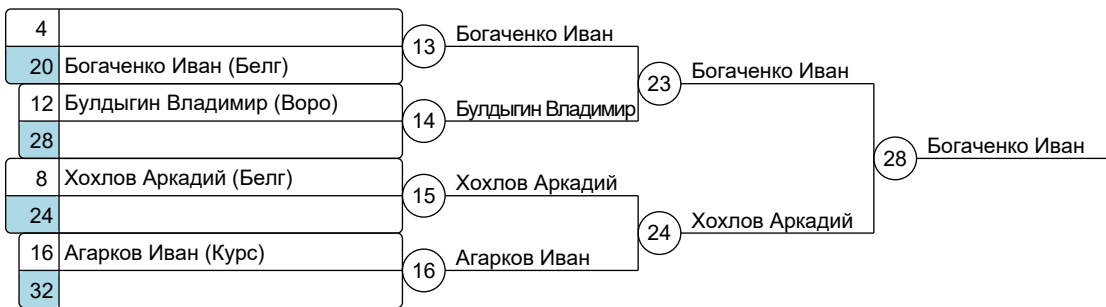 4
20 Богаченко Иван (Белг)
12 Булдыгин Владимир (Воро)
28
8 Хохлов Аркадий (Белг)
24
16 Агарков Иван (Курс)
32
13 Богаченко Иван
14 Булдыгин Владимир
15 Хохлов Аркадий
16 Агарков Иван
23 Богаченко Иван
24 Хохлов Аркадий
28 Богаченко Иван